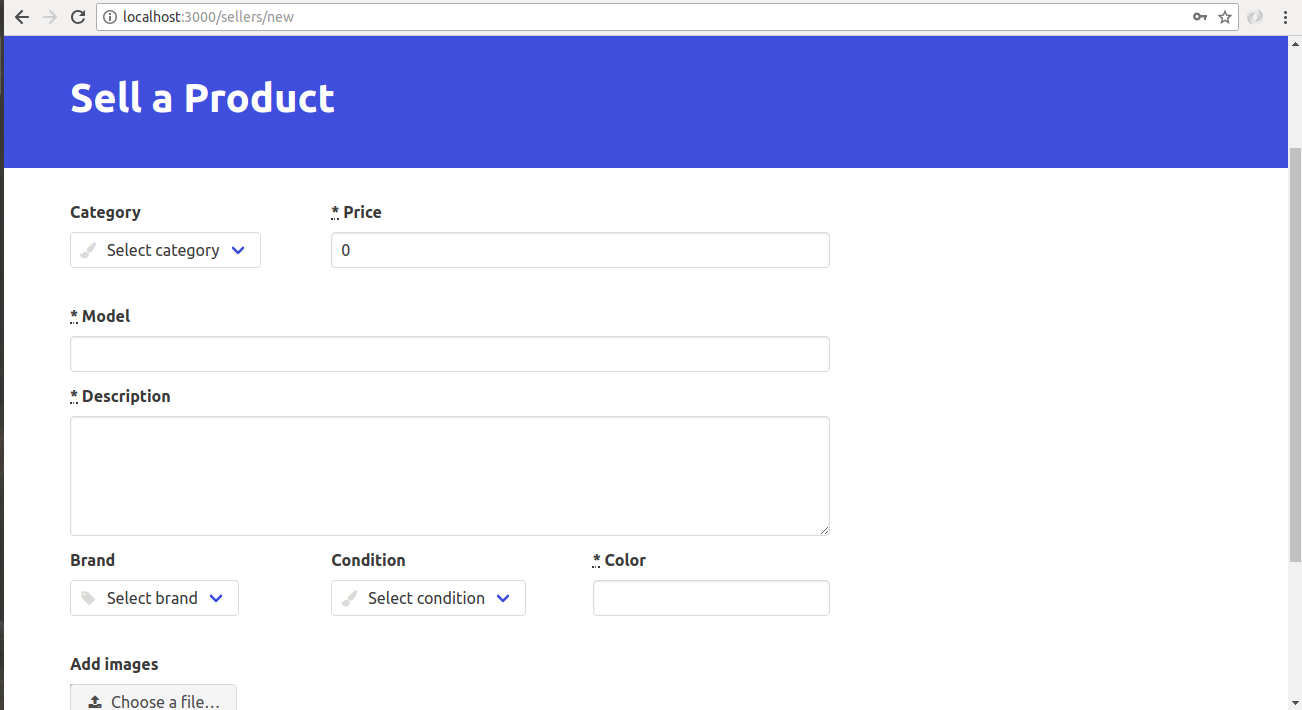 localhost:3000/sellers/new
Sell a Product
Category
* Price
Select category
0
* Model
* Description
Brand
Condition
* Color
Select brand
Select condition
Add images
Choose a file…